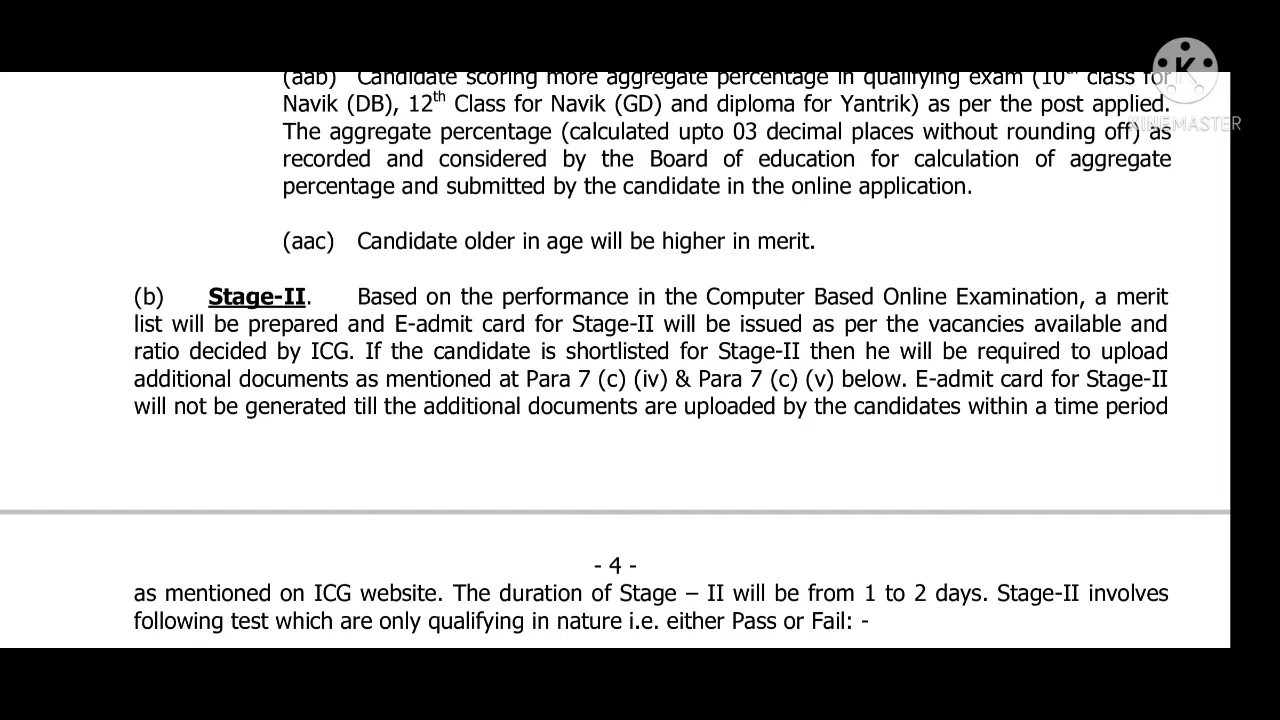 (aab) Candidate scoring more aggregate percentage in qualifying exam (10th class for
Navik (DB), 12th Class for Navik (GD) and diploma for Yantrik) as per the post applied.
The aggregate percentage (calculated upto 03 decimal places without rounding off) as
recorded and considered by the Board of education for calculation of aggregate
percentage and submitted by the candidate in the online application.
(aac) Candidate older in age will be higher in merit.
(b) Stage-II. Based on the performance in the Computer Based Online Examination, a merit
list will be prepared and E-admit card for Stage-II will be issued as per the vacancies available and
ratio decided by ICG. If the candidate is shortlisted for Stage-II then he will be required to upload
additional documents as mentioned at Para 7 (c) (iv) & Para 7 (c) (v) below. E-admit card for Stage-II
will not be generated till the additional documents are uploaded by the candidates within a time period
- 4 -
as mentioned on ICG website. The duration of Stage – II will be from 1 to 2 days. Stage-II involves
following test which are only qualifying in nature i.e. either Pass or Fail: -
K
KINEMASTER